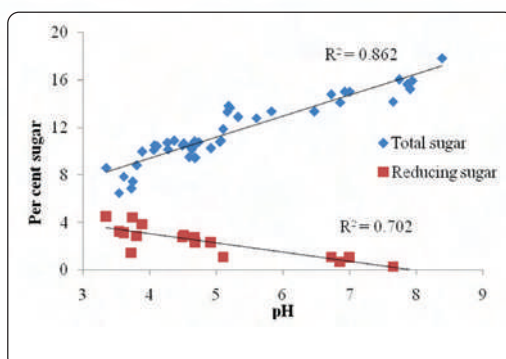 20
16
12
8
4
0
Per cent sugar
R² = 0.862
Total sugar
Reducing sugar
R² = 0.702
3 4 5 6 7 8 9
pH